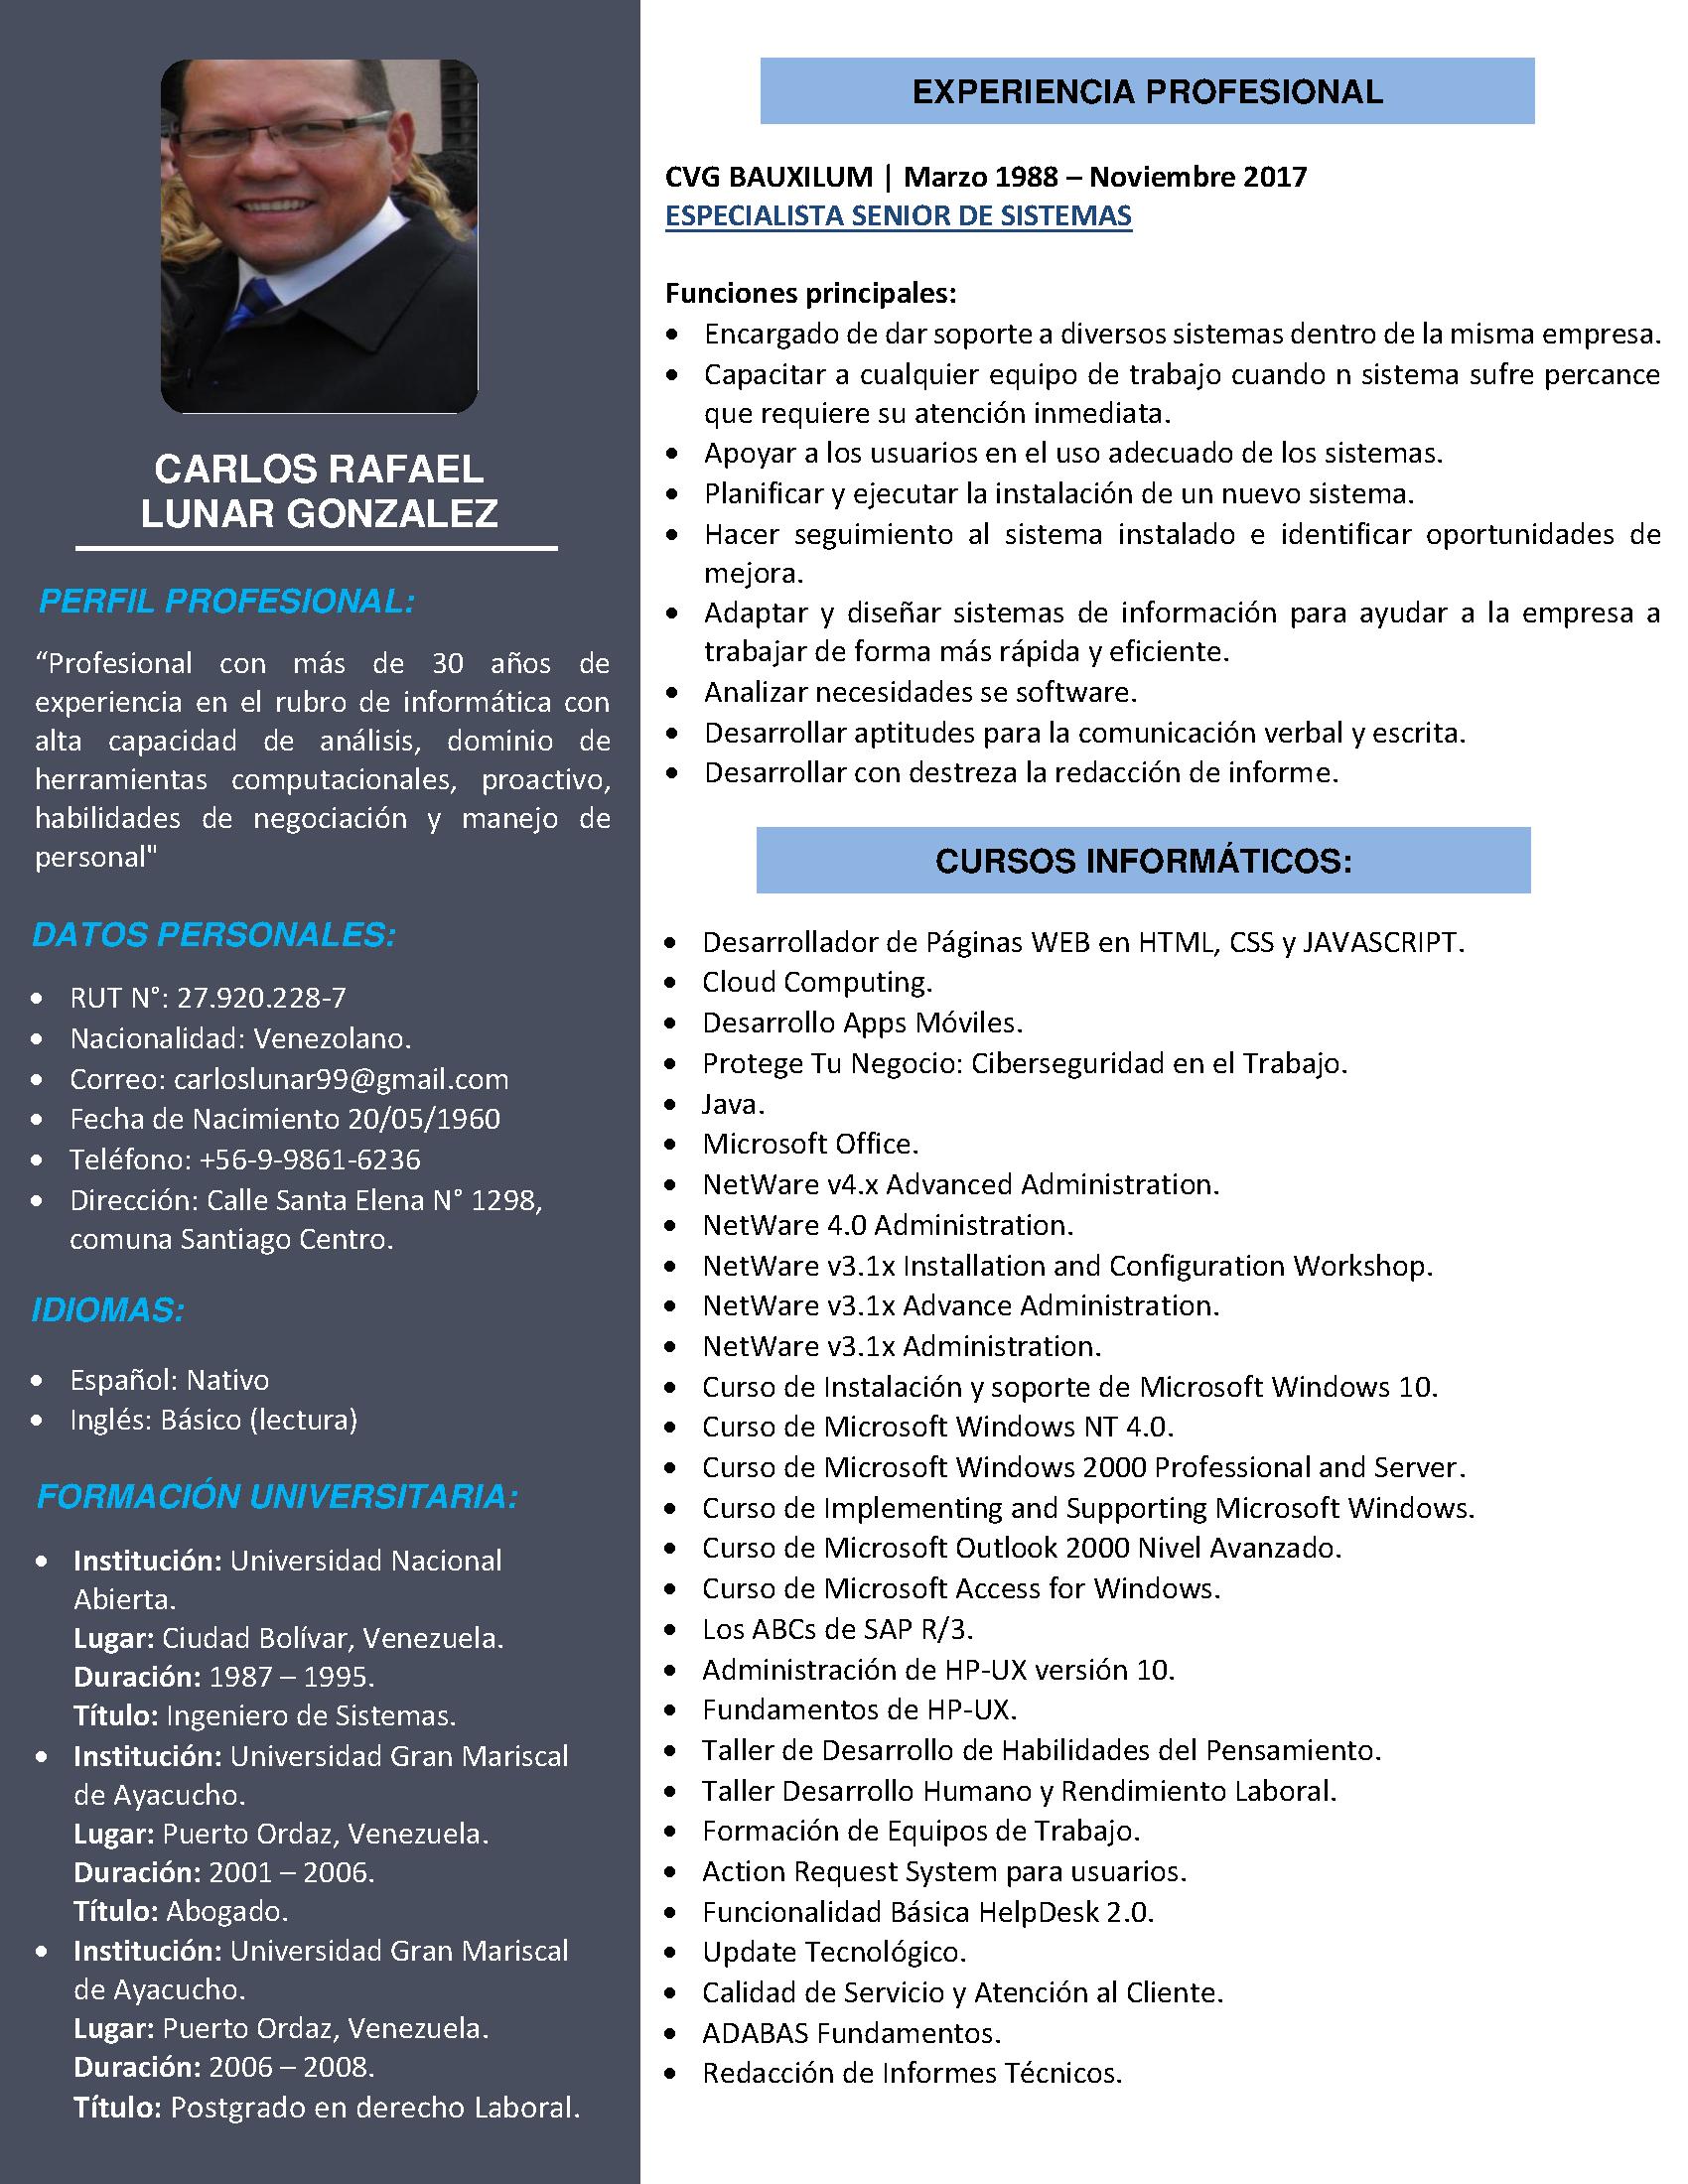 CARLOS RAFAEL
LUNAR GONZALEZ
PERFIL PROFESIONAL:
“Profesional con más de 30 años de
experiencia en el rubro de informática con
alta capacidad de análisis, dominio de
herramientas computacionales, proactivo,
habilidades de negociación y manejo de
personal"
DATOS PERSONALES:
• RUT N°: 27.920.228-7
• Nacionalidad: Venezolano.
• Correo: carloslunar99@gmail.com
• Fecha de Nacimiento 20/05/1960
• Teléfono: +56-9-9861-6236
• Dirección: Calle Santa Elena N° 1298,
comuna Santiago Centro.
IDIOMAS:
• Español: Nativo
• Inglés: Básico (lectura)
FORMACIÓN UNIVERSITARIA:
• Institución: Universidad Nacional
Abierta.
Lugar: Ciudad Bolívar, Venezuela.
Duración: 1987 – 1995.
Título: Ingeniero de Sistemas.
• Institución: Universidad Gran Mariscal
de Ayacucho.
Lugar: Puerto Ordaz, Venezuela.
Duración: 2001 – 2006.
Título: Abogado.
• Institución: Universidad Gran Mariscal
de Ayacucho.
Lugar: Puerto Ordaz, Venezuela.
Duración: 2006 – 2008.
Título: Postgrado en derecho Laboral.
EXPERIENCIA PROFESIONAL
CVG BAUXILUM | Marzo 1988 – Noviembre 2017
ESPECIALISTA SENIOR DE SISTEMAS
Funciones principales:
• Encargado de dar soporte a diversos sistemas dentro de la misma empresa.
• Capacitar a cualquier equipo de trabajo cuando n sistema sufre percance
que requiere su atención inmediata.
• Apoyar a los usuarios en el uso adecuado de los sistemas.
• Planificar y ejecutar la instalación de un nuevo sistema.
• Hacer seguimiento al sistema instalado e identificar oportunidades de
mejora.
• Adaptar y diseñar sistemas de información para ayudar a la empresa a
trabajar de forma más rápida y eficiente.
• Analizar necesidades se software.
• Desarrollar aptitudes para la comunicación verbal y escrita.
• Desarrollar con destreza la redacción de informe.
CURSOS INFORMÁTICOS:
• Desarrollador de Páginas WEB en HTML, CSS y JAVASCRIPT.
• Cloud Computing.
• Desarrollo Apps Móviles.
• Protege Tu Negocio: Ciberseguridad en el Trabajo.
• Java.
• Microsoft Office.
• NetWare v4.x Advanced Administration.
• NetWare 4.0 Administration.
• NetWare v3.1x Installation and Configuration Workshop.
• NetWare v3.1x Advance Administration.
• NetWare v3.1x Administration.
• Curso de Instalación y soporte de Microsoft Windows 10.
• Curso de Microsoft Windows NT 4.0.
• Curso de Microsoft Windows 2000 Professional and Server.
• Curso de Implementing and Supporting Microsoft Windows.
• Curso de Microsoft Outlook 2000 Nivel Avanzado.
• Curso de Microsoft Access for Windows.
• Los ABCs de SAP R/3.
• Administración de HP-UX versión 10.
• Fundamentos de HP-UX.
• Taller de Desarrollo de Habilidades del Pensamiento.
• Taller Desarrollo Humano y Rendimiento Laboral.
• Formación de Equipos de Trabajo.
• Action Request System para usuarios.
• Funcionalidad Básica HelpDesk 2.0.
• Update Tecnológico.
• Calidad de Servicio y Atención al Cliente.
• ADABAS Fundamentos.
• Redacción de Informes Técnicos.